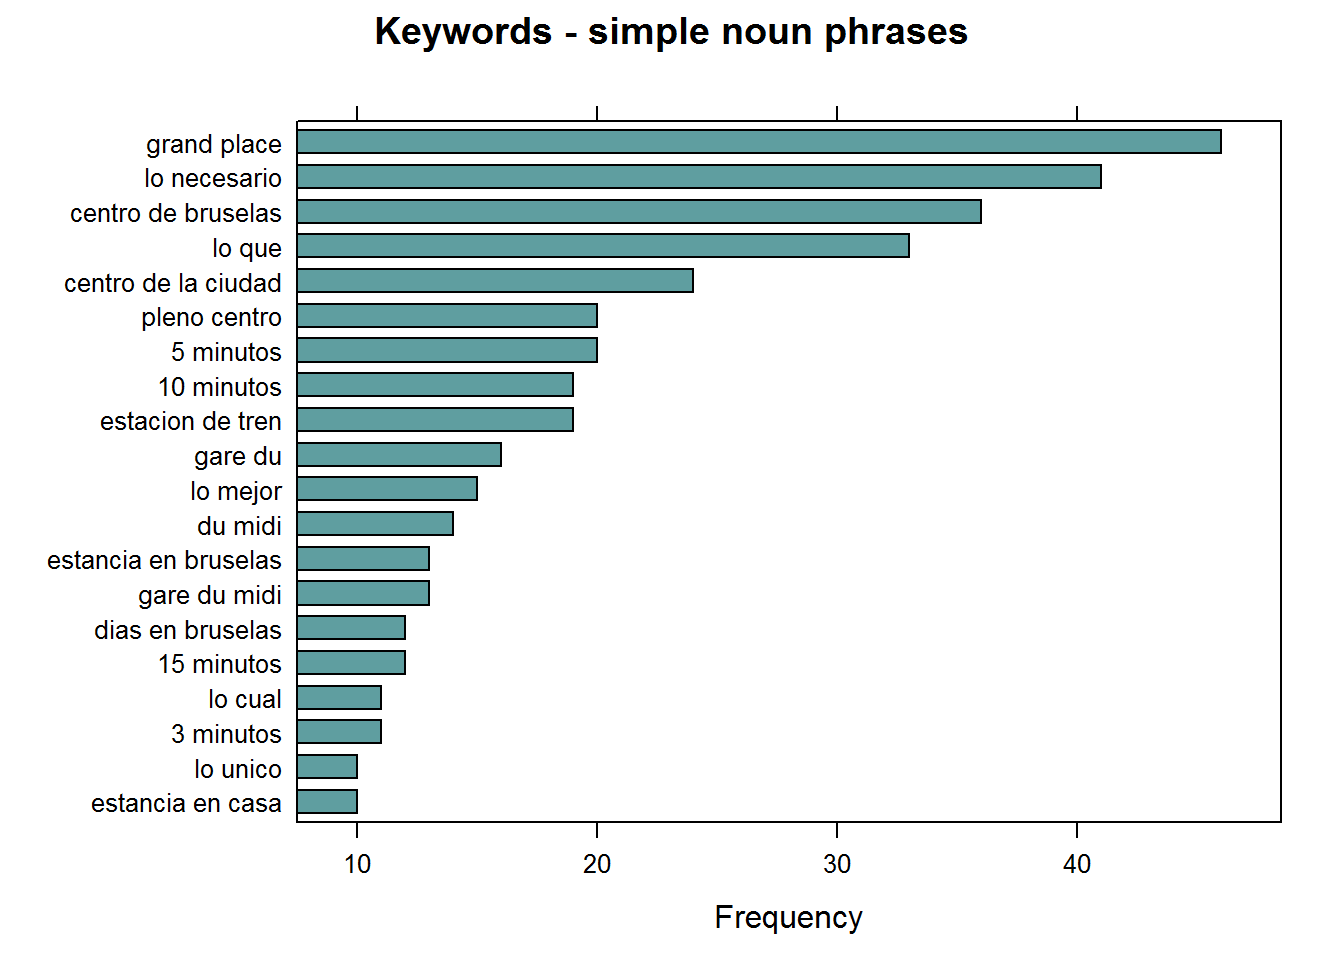 Keywords - simple noun phrases
grand place
lo necesario
centro de bruselas
lo que
centro de la ciudad
pleno centro
5 minutos
10 minutos
estacion de tren
gare du
lo mejor
du midi
estancia en bruselas
gare du midi
dias en bruselas
15 minutos
lo cual
3 minutos
lo unico
estancia en casa
10 20 30 40
Frequency